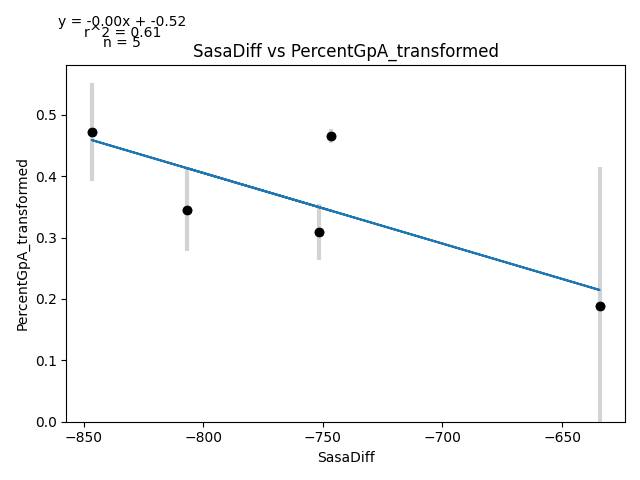 y = -0.00x + -0.52
r^2 = 0.61
n = 5
SasaDiff vs PercentGpA_transformed
PercentGpA_transformed
0.5
0.4
0.3
0.2
0.1
0.0
−850
−800
−750
−700
−650
SasaDiff